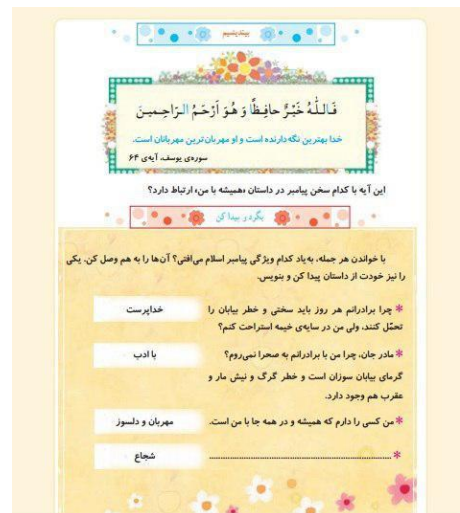 بیندیشیم
فَاللّٰهُ خَیْرٌ حافِظًا وَ هُوَ اَرْحَمُ الرّاحِمینَ
خدا بهترین نگه‌دارنده است و او مهربان‌ترین مهربانان است.
سوره‌ی یوسف، آیه‌ی ۶۴
این آیه با کدام سخن پیامبر در داستان «همیشه با من» ارتباط دارد؟
بگرد و پیدا کن
با خواندن هر جمله، به‌یاد کدام ویژگی پیامبر اسلام می‌افتی؟ آن‌ها را به هم وصل کن. یکی
را نیز خودت از داستان پیدا کن و بنویس.
* چرا برادرانم هر روز باید سختی و خطر بیابان را
تحمّل کنند، ولی من در سایه‌ی خیمه استراحت کنم؟
خداپرست
* مادر جان، چرا من با برادرانم به صحرا نمی‌روم؟
با ادب
گرمای بیابان سوزان است و خطر گرگ و نیش مار و
عقرب هم وجود دارد.
* من کسی را دارم که همیشه و در همه جا با من است.
مهربان و دلسوز
* ..........................................................
شجاع